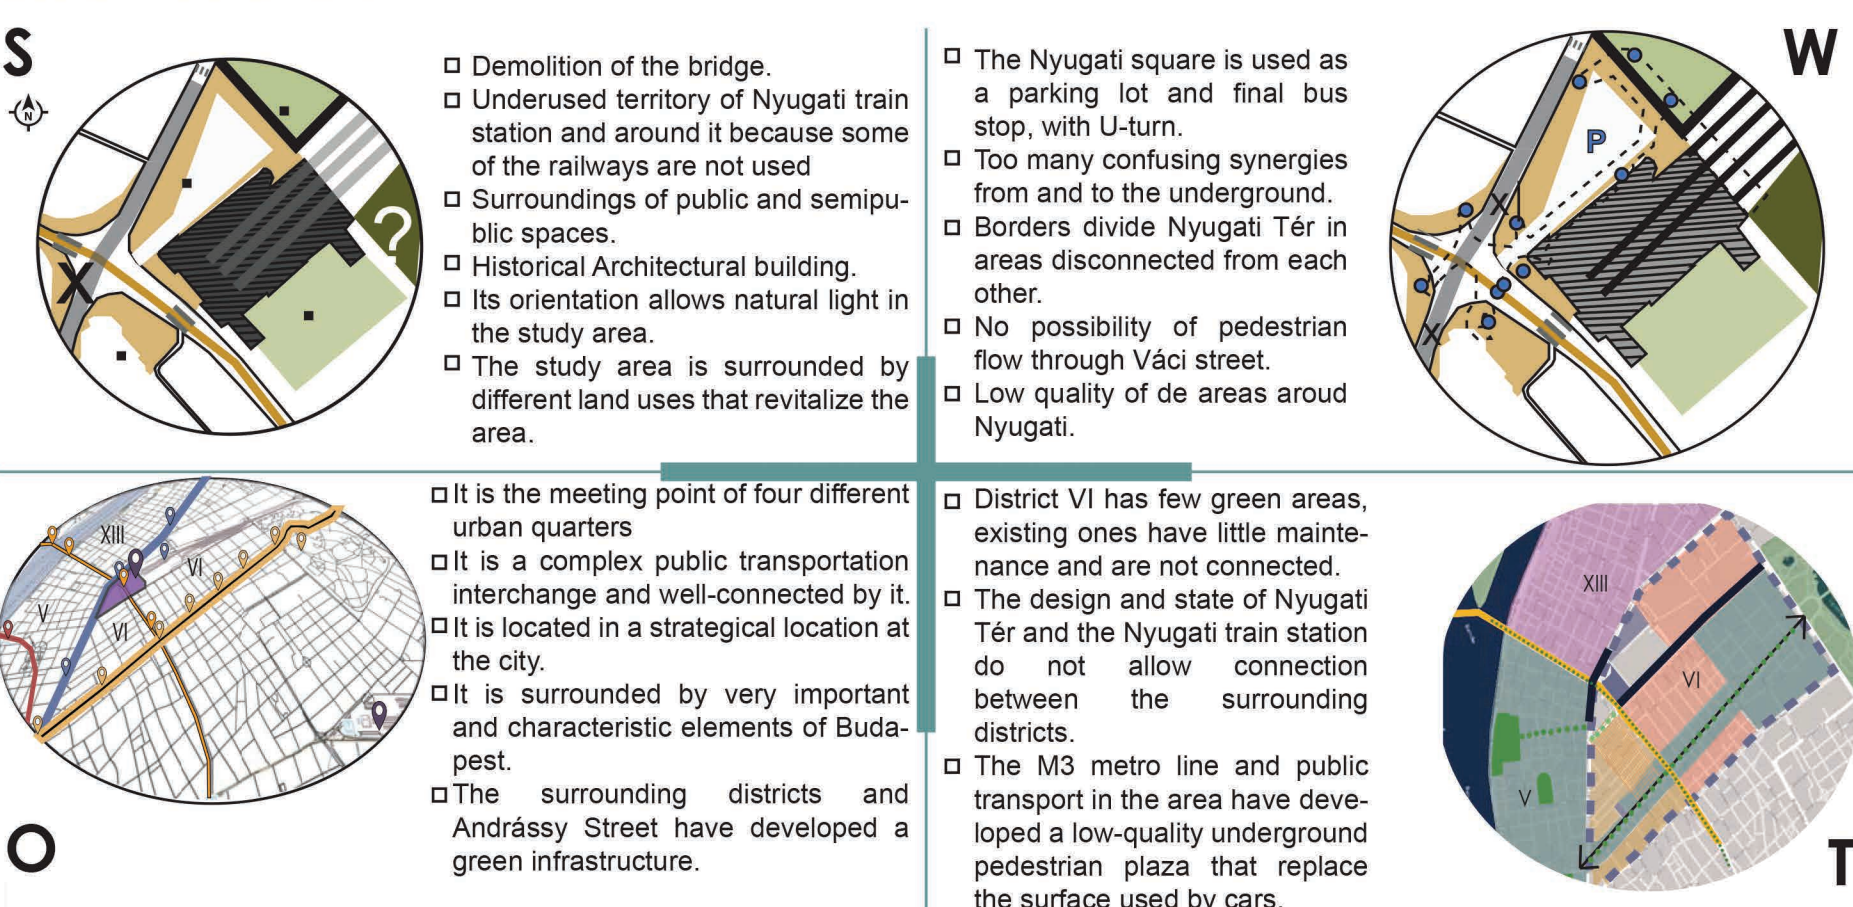 S
N
X
?
□ Demolition of the bridge.
□ Underused territory of Nyugati train
station and around it because some
of the railways are not used
□ Surroundings of public and semipu-
blic spaces.
□ Historical Architectural building.
□ Its orientation allows natural light in
the study area.
□ The study area is surrounded by
different land uses that revitalize the
area.
□ The Nyugati square is used as
a parking lot and final bus
stop, with U-turn.
□ Too many confusing synergies
from and to the underground.
□ Borders divide Nyugati Tér in
areas disconnected from each
other.
□ No possibility of pedestrian
flow through Váci street.
□ Low quality of de areas aroud
Nyugati.
W
P
X
X
XIII
VI
V
VI
O
□ It is the meeting point of four different
urban quarters
□ It is a complex public transportation
interchange and well-connected by it.
□ It is located in a strategical location at
the city.
□ It is surrounded by very important
and characteristic elements of Buda-
pest.
□ The surrounding districts and
Andrássy Street have developed a
green infrastructure.
□ District VI has few green areas,
existing ones have little mainte-
nance and are not connected.
□ The design and state of Nyugati
Tér and the Nyugati train station
do not allow connection
between the surrounding
districts.
□ The M3 metro line and public
transport in the area have deve-
loped a low-quality underground
pedestrian plaza that replace
the surface used by cars.
XIII
VI
V
T